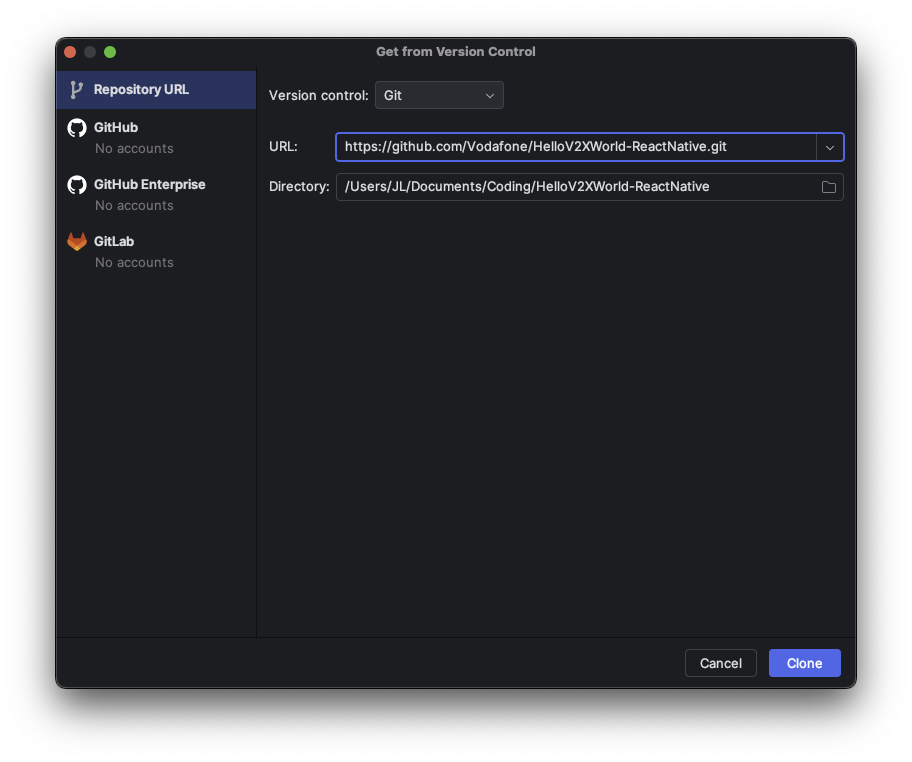 Get from Version Control
Repository URL
GitHub
No accounts
GitHub Enterprise
No accounts
GitLab
No accounts
Version control: Git
URL: https://github.com/Vodafone/HelloV2XWorld-ReactNative.git
Directory: /Users/JL/Documents/Coding/HelloV2XWorld-ReactNative
Cancel Clone